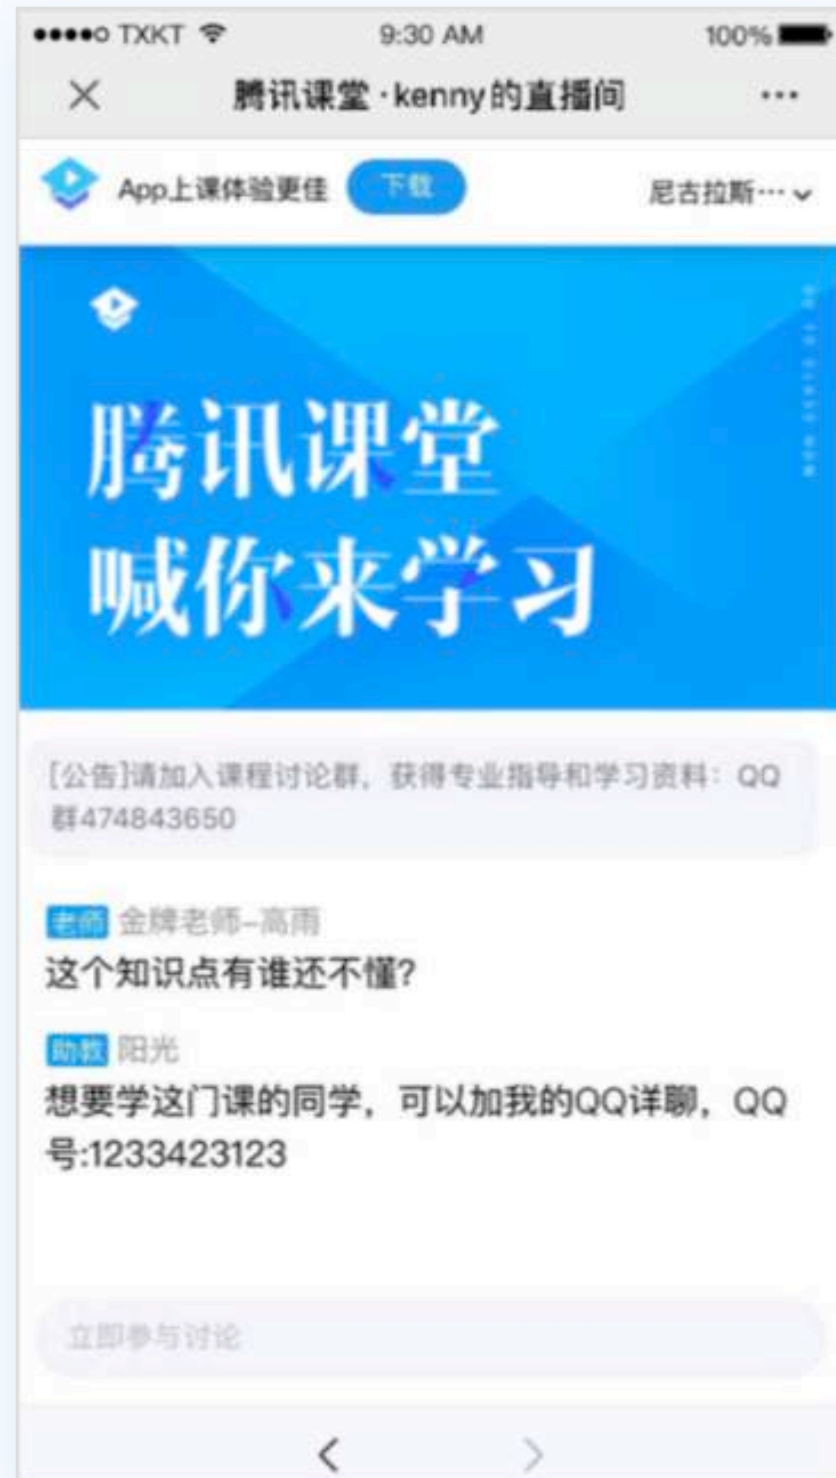 TXKT 9:30 AM 100%
腾讯课堂·kenny的直播间 ···
App上课体验更佳 下载 尼古拉斯··· 
腾讯课堂
喊你来学习
[公告]请加入课程讨论群，获得专业指导和学习资料：QQ
群474843650
老师 金牌老师-高雨
这个知识点有谁还不懂？
助教 阳光
想要学这门课的同学，可以加我的QQ详聊，QQ
号:1233423123
立即参与讨论